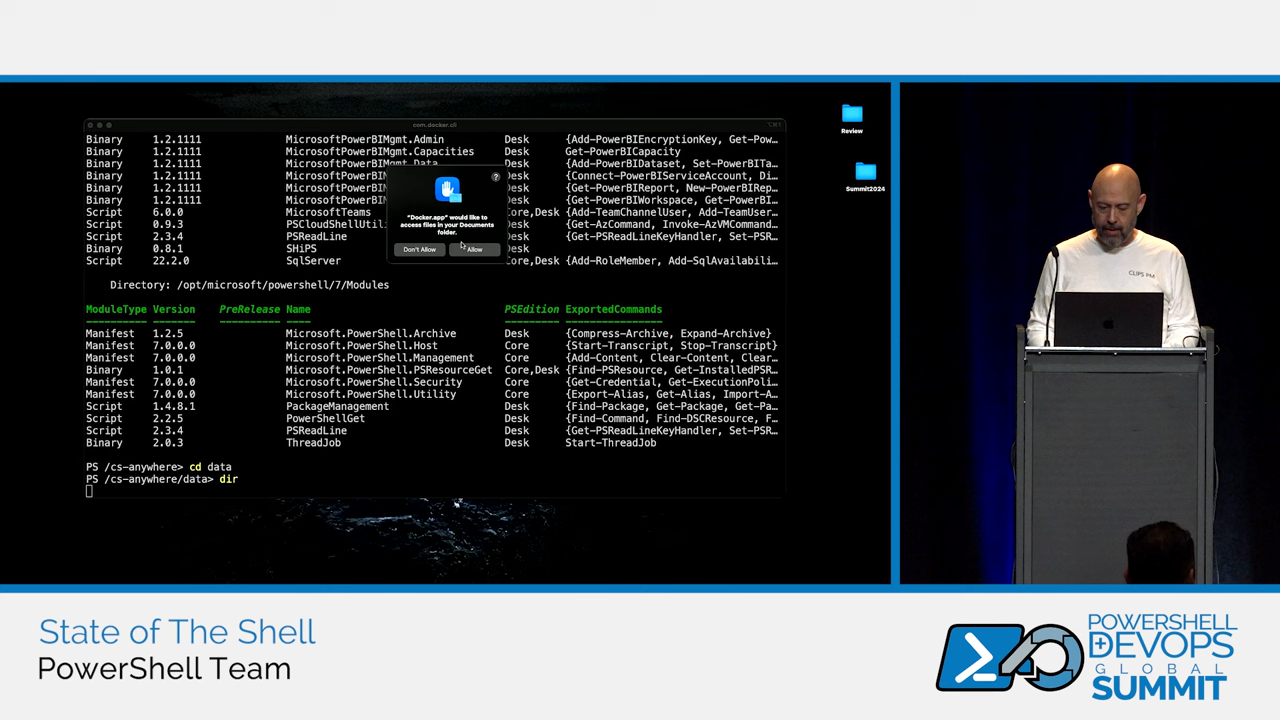 com.docker.cli
Binary 1.2.1111 MicrosoftPowerBIMgmt.Admin Desk {Add-PowerBIEncryptionKey, Get-Pow…
Binary 1.2.1111 MicrosoftPowerBIMgmt.Capacities Desk Get-PowerBICapacity
Binary 1.2.1111 MicrosoftPowerBIMgmt.Data Desk {Add-PowerBIDataset, Set-PowerBITa…
Binary 1.2.1111 MicrosoftPowerBI Desk {Connect-PowerBIServiceAccount, Di…
Binary 1.2.1111 MicrosoftPowerBI Desk {Get-PowerBIReport, New-PowerBIRep…
Binary 1.2.1111 MicrosoftPowerBI Desk {Get-PowerBIWorkspace, Get-PowerBI…
Script 6.0.0 MicrosoftTeams Core,Desk {Add-TeamChannelUser, Add-TeamUser…
Script 0.9.3 PSCloudShellUtili Desk {Get-AzCommand, Invoke-AzVMCommand…
Script 2.3.4 PSReadLine Desk {Get-PSReadLineKeyHandler, Set-PSR…
Binary 0.8.1 SHiPS Desk
Script 22.2.0 SqlServer Core,Desk {Add-RoleMember, Add-SqlAvailabili…
"Docker.app" would like to
access files in your Documents
folder.
?
Don't Allow Allow
Directory: /opt/microsoft/powershell/7/Modules
ModuleType Version PreRelease Name PSEdition ExportedCommands
Manifest 1.2.5 Microsoft.PowerShell.Archive Desk {Compress-Archive, Expand-Archive}
Manifest 7.0.0.0 Microsoft.PowerShell.Host Core {Start-Transcript, Stop-Transcript}
Manifest 7.0.0.0 Microsoft.PowerShell.Management Core {Add-Content, Clear-Content, Clear…
Binary 1.0.1 Microsoft.PowerShell.PSResourceGet Core,Desk {Find-PSResource, Get-InstalledPSR…
Manifest 7.0.0.0 Microsoft.PowerShell.Security Core {Get-Credential, Get-ExecutionPoli…
Manifest 7.0.0.0 Microsoft.PowerShell.Utility Core {Export-Alias, Get-Alias, Import-A…
Script 1.4.8.1 PackageManagement Desk {Find-Package, Get-Package, Get-Pa…
Script 2.2.5 PowerShellGet Desk {Find-Command, Find-DSCResource, F…
Script 2.3.4 PSReadLine Desk {Get-PSReadLineKeyHandler, Set-PSR…
Binary 2.0.3 ThreadJob Desk Start-ThreadJob
PS /cs-anywhere> cd data
PS /cs-anywhere/data> dir
Review
Summit2024
CLIPS PM
State of The Shell
PowerShell Team
POWERSHELL
+ DEVOPS
GLOBAL
SUMMIT